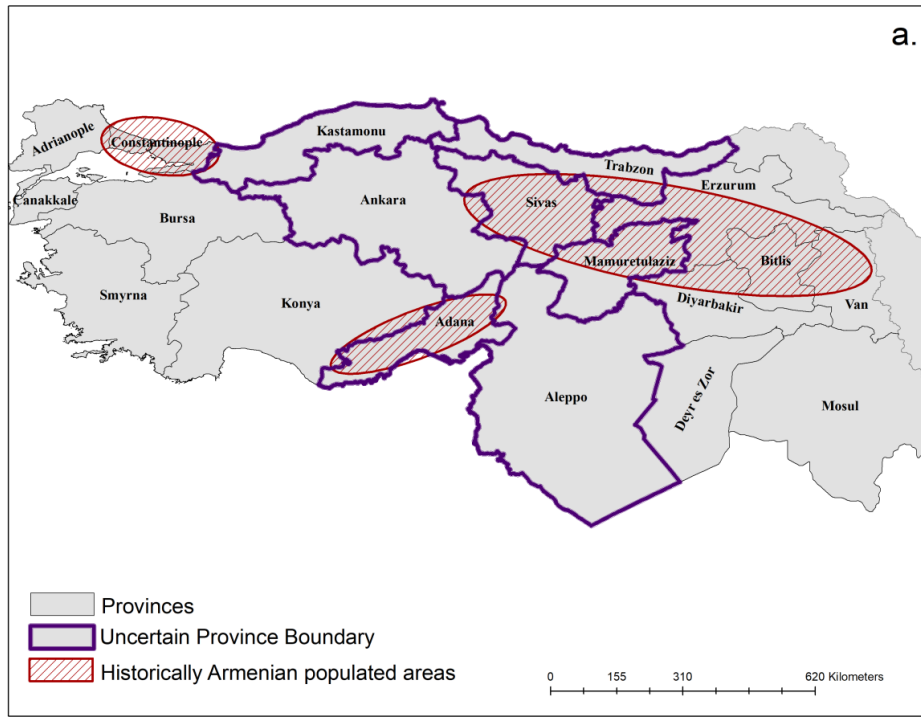 a.
Kastamonu
Adrianople
Constantinople
Trabzon
Erzurum
Canakkale
Ankara
Sivas
Bursa
Mamuretulaziz
Bitlis
Smyrna
Konya
Diyarbakir
Van
Adana
Aleppo
Deyr es Zor
Mosul
Provinces
Uncertain Province Boundary
Historically Armenian populated areas
0 155 310 620 Kilometers